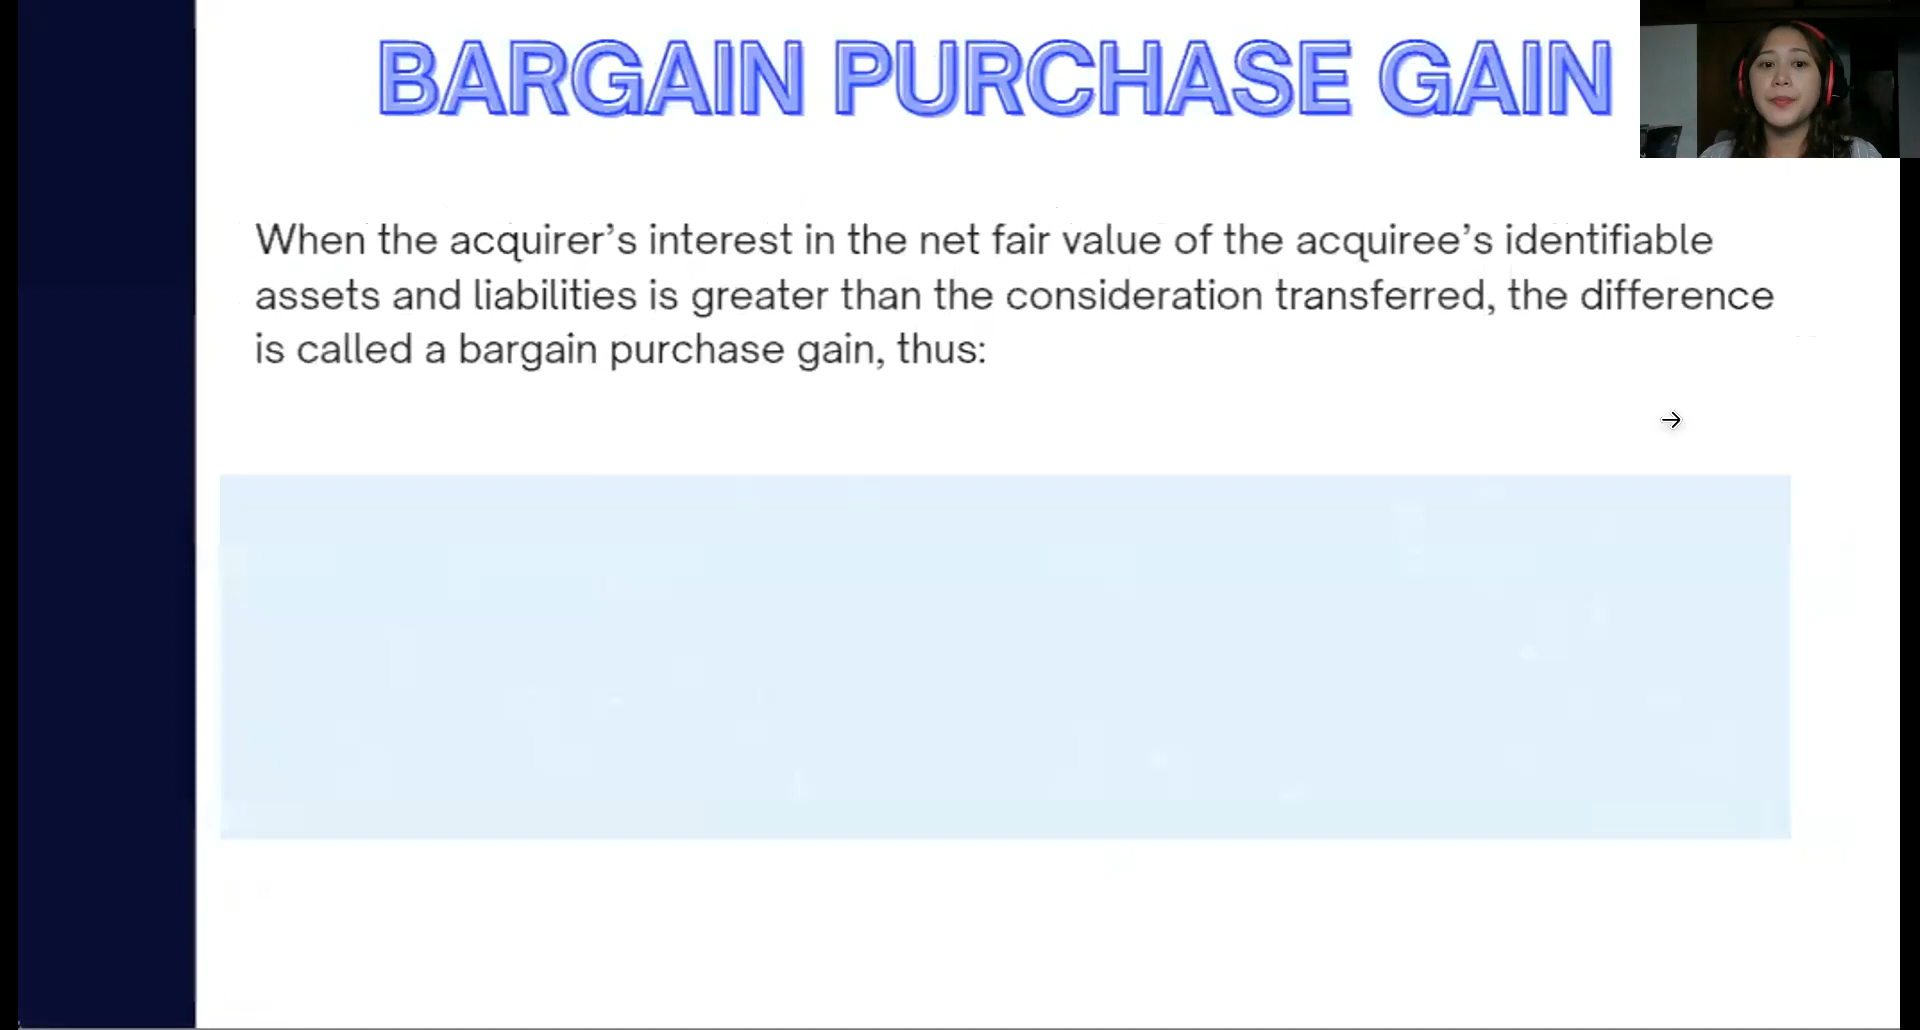 BARGAIN PURCHASE GAIN
When the acquirer’s interest in the net fair value of the acquiree’s identifiable
assets and liabilities is greater than the consideration transferred, the difference
is called a bargain purchase gain, thus: